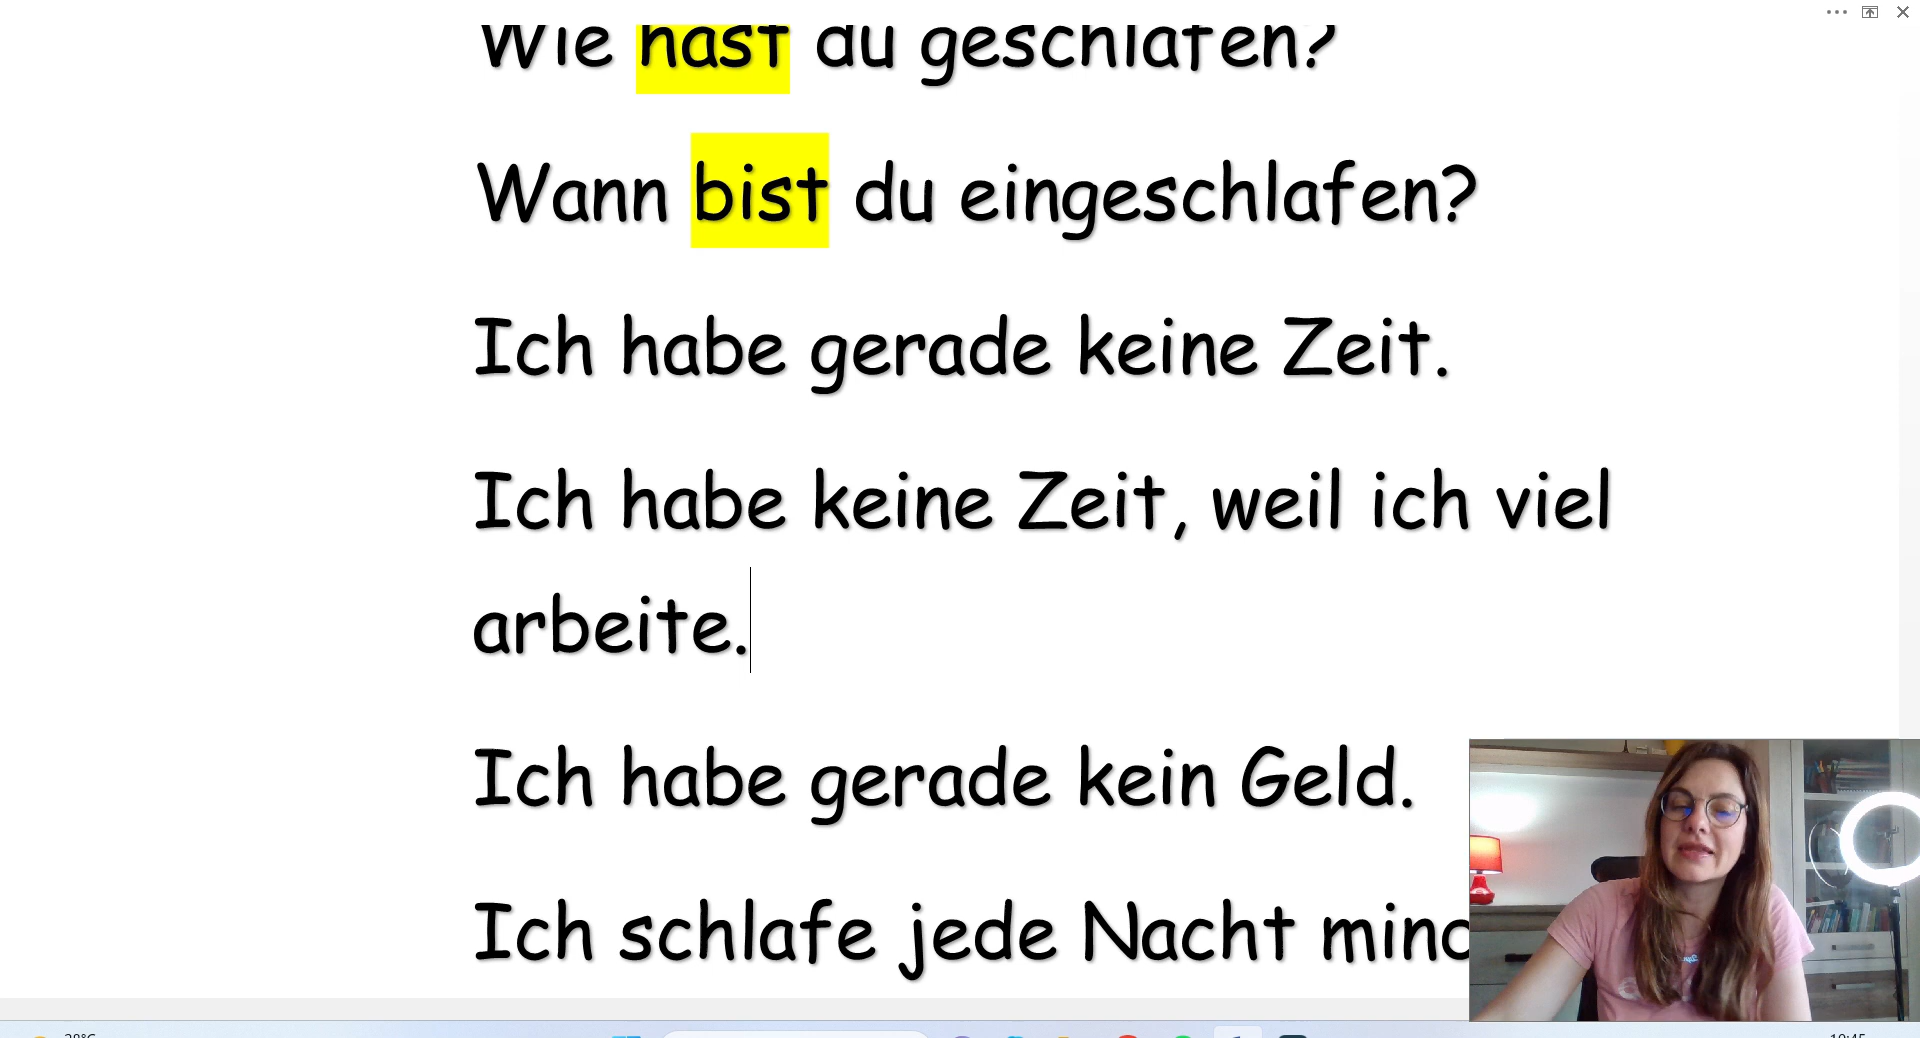 Wie hast du geschlafen?
Wann bist du eingeschlafen?
Ich habe gerade keine Zeit.
Ich habe keine Zeit, weil ich viel
arbeite.
Ich habe gerade kein Geld.
Ich schlafe jede Nacht